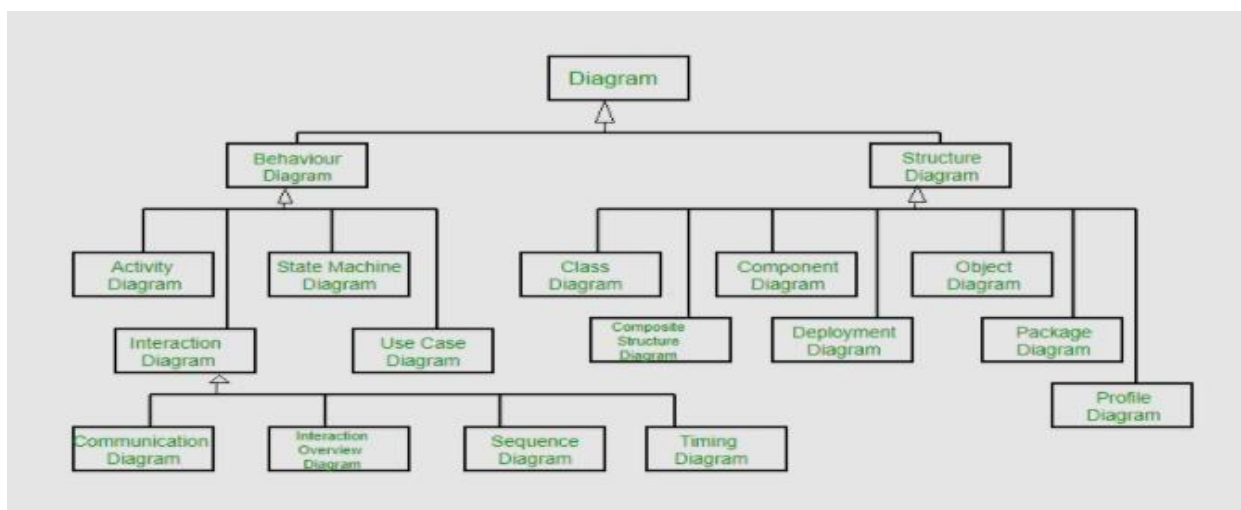 Diagram
Behaviour
Diagram
Structure
Diagram
Activity
Diagram
State Machine
Diagram
Class
Diagram
Component
Diagram
Object
Diagram
Interaction
Diagram
Use Case
Diagram
Composite
Structure
Diagram
Deployment
Diagram
Package
Diagram
Profile
Diagram
Communication
Diagram
Interaction
Overview
Diagram
Sequence
Diagram
Timing
Diagram